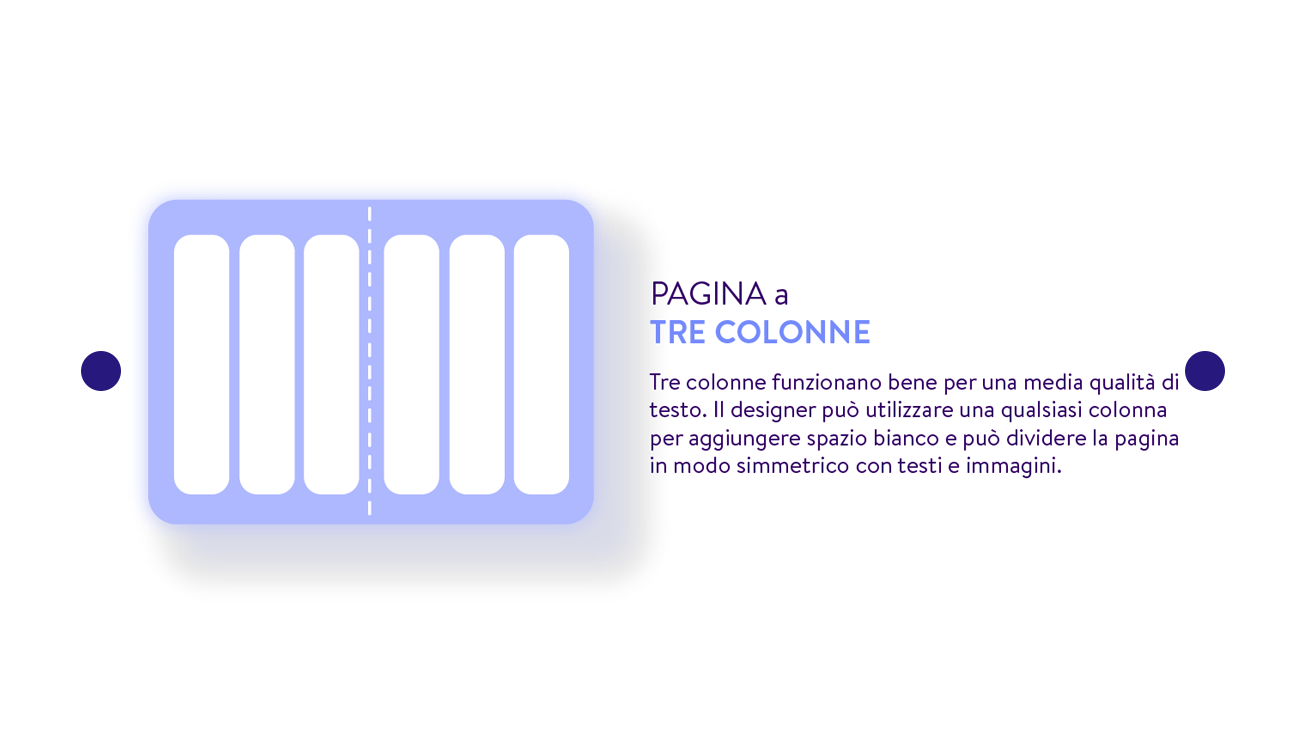 PAGINA a
TRE COLONNE
Tre colonne funzionano bene per una media qualità di
testo. Il designer può utilizzare una qualsiasi colonna
per aggiungere spazio bianco e può dividere la pagina
in modo simmetrico con testi e immagini.